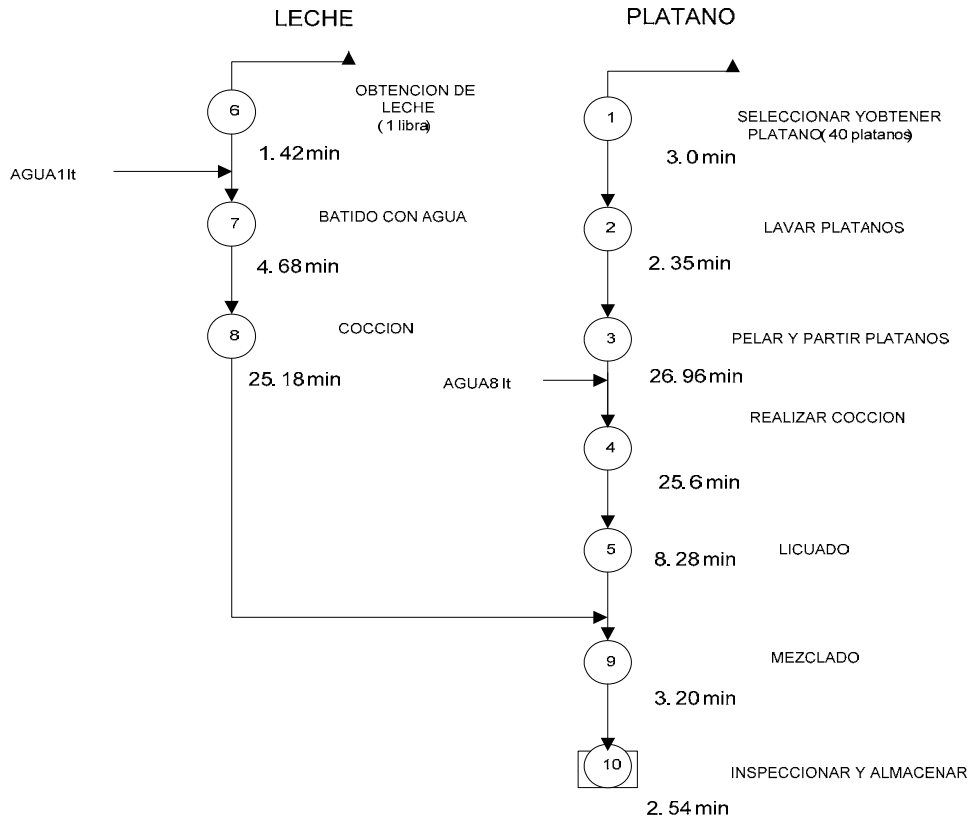 LECHE
PLATANO
6
OBTENCION DE
LECHE
(1 libra)
1.42 min
AGUA1lt
7
BATIDO CON AGUA
4.68 min
8
COCCION
25.18 min
1
SELECCIONAR YOBTENER
PLATANO( 40 platanos)
3.0 min
2
LAVAR PLATANOS
2.35 min
3
PELAR Y PARTIR PLATANOS
26.96 min
AGUA8 lt
REALIZAR COCCION
4
25.6 min
5
LICUADO
8.28 min
9
MEZCLADO
3.20 min
10
INSPECCIONAR Y ALMACENAR
2.54 min